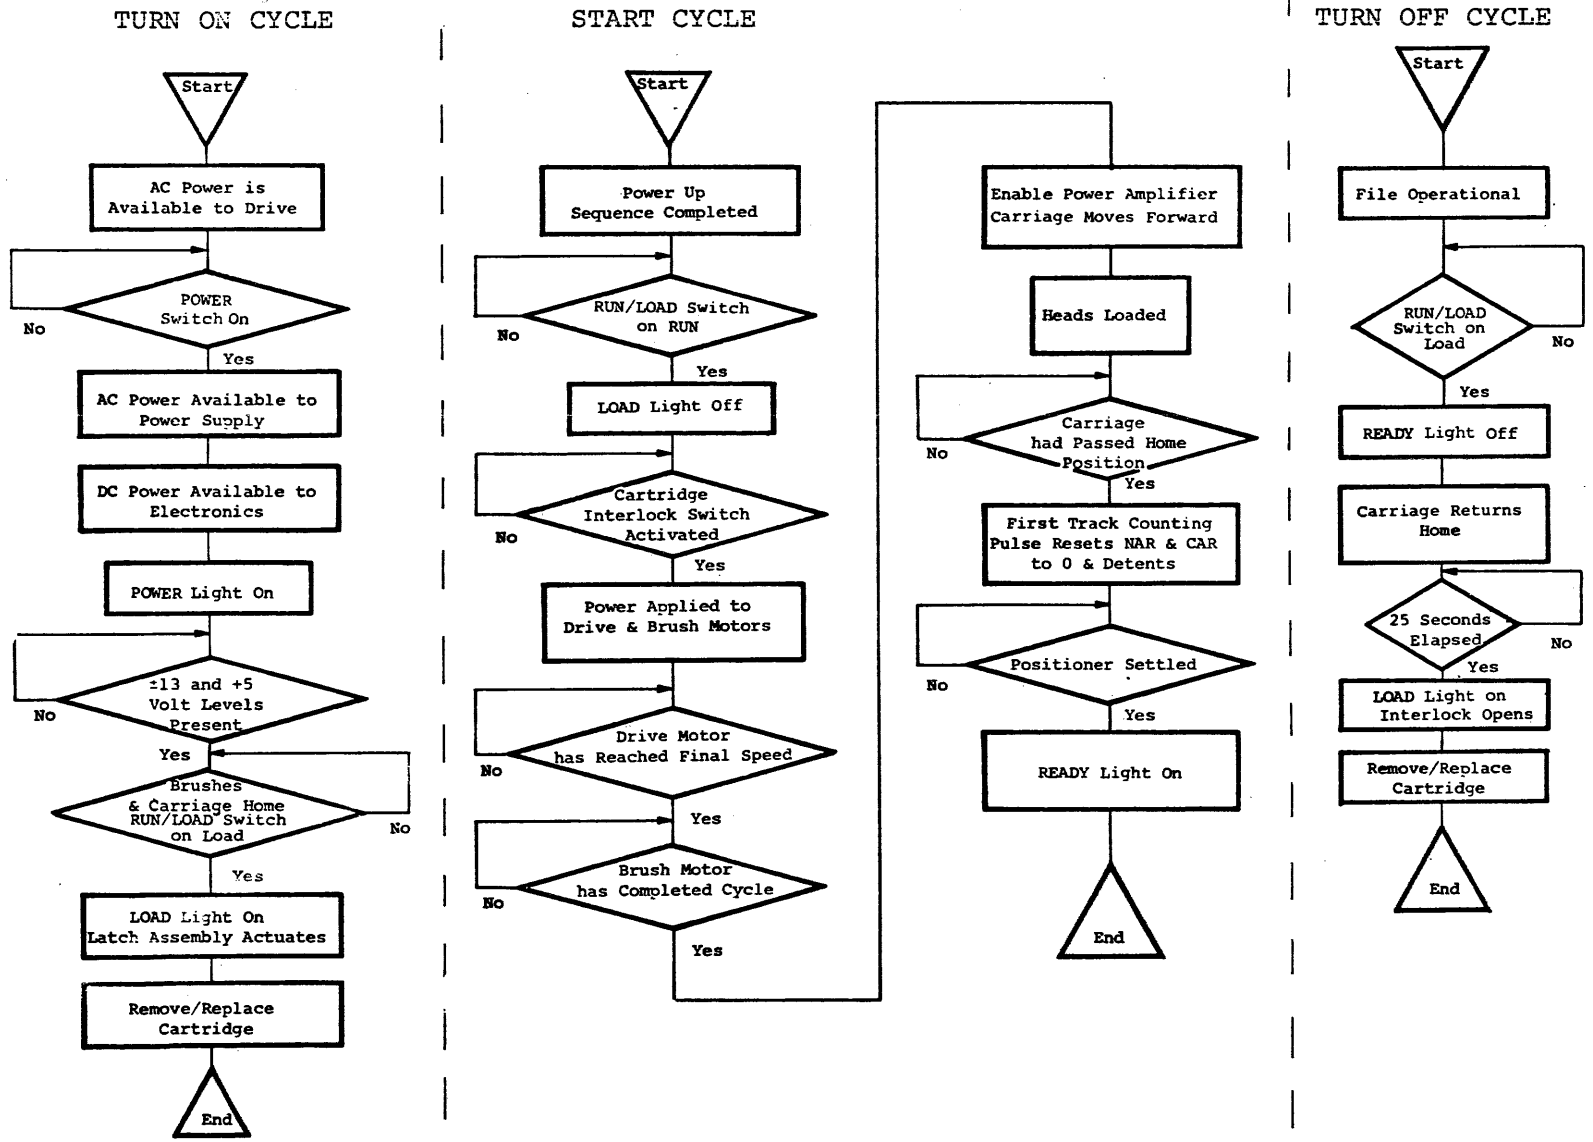 TURN ON CYCLE
Start
AC Power is
Available to Drive
POWER
Switch On
No
Yes
AC Power Available to
Power Supply
DC Power Available to
Electronics
POWER Light On
±13 and +5
Volt Levels
Present
No
Yes
Brushes
& Carriage Home
RUN/LOAD Switch
on Load
No
Yes
LOAD Light On
Latch Assembly Actuates
Remove/Replace
Cartridge
End
START CYCLE
Start
Power Up
Sequence Completed
RUN/LOAD Switch
on RUN
No
Yes
LOAD Light Off
Cartridge
Interlock Switch
Activated
No
Yes
Power Applied to
Drive & Brush Motors
Drive Motor
has Reached Final Speed
No
Yes
Brush Motor
has Completed Cycle
No
Yes
Enable Power Amplifier
Carriage Moves Forward
Heads Loaded
Carriage
had Passed Home
Position
No
Yes
First Track Counting
Pulse Resets NAR & CAR
to 0 & Detents
Positioner Settled
No
Yes
READY Light On
End
TURN OFF CYCLE
Start
File Operational
RUN/LOAD
Switch on
Load
No
Yes
READY Light Off
Carriage Returns
Home
25 Seconds
Elapsed
No
Yes
LOAD Light on
Interlock Opens
Remove/Replace
Cartridge
End